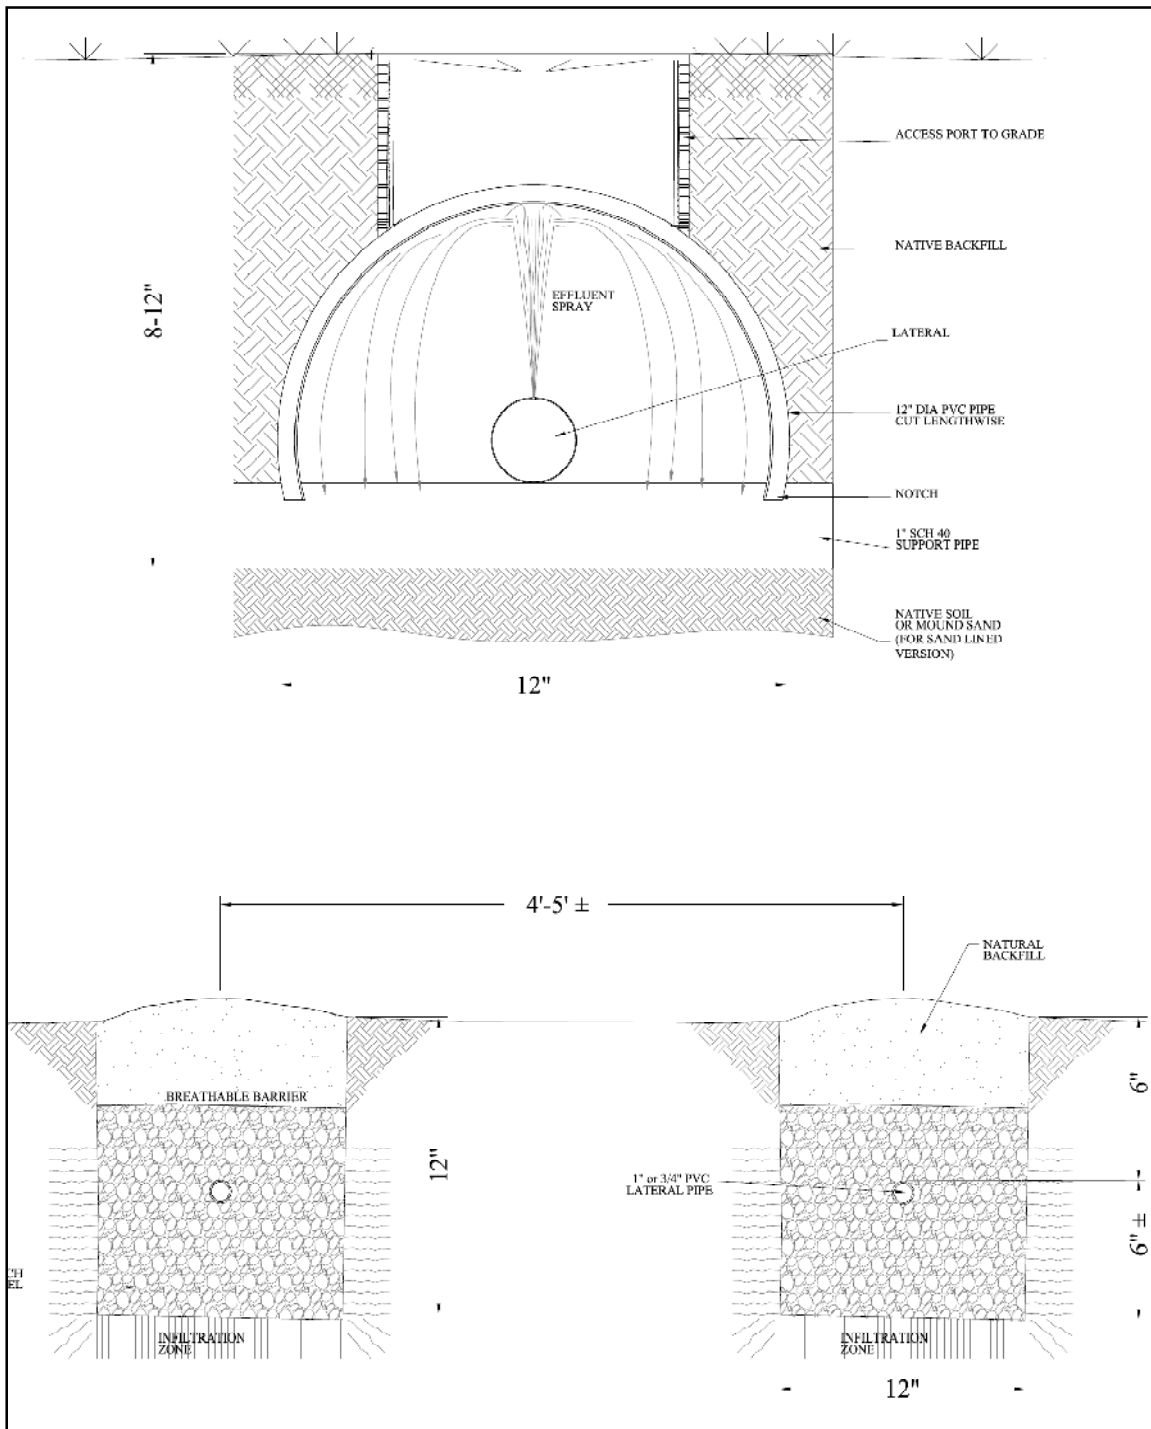 ACCESS PORT TO GRADE
8-12"
NATIVE BACKFILL
EFFLUENT
SPRAY
LATERAL
12" DIA PVC PIPE
CUT LENGTHWISE
NOTCH
1" SCH 40
SUPPORT PIPE
NATIVE SOIL
OR MOUND SAND
(FOR SAND LINED
VERSION)
12"
4'-5' ±
NATURAL
BACKFILL
BREATHABLE BARRIER
6"
12"
1" or 3/4" PVC
LATERAL PIPE
6" ±
CH
EL
INFILTRATION
ZONE
INFILTRATION
ZONE
12"